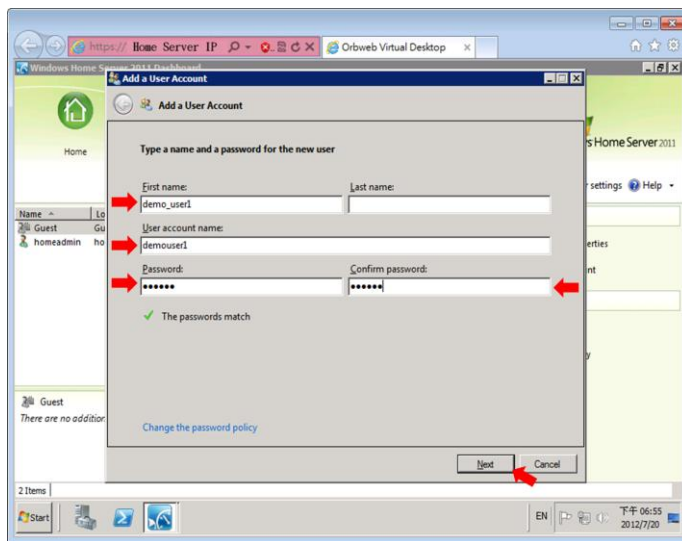 https:// Home Server IP
Orbweb Virtual Desktop
Windows Home Server 2011 Dashboard
Add a User Account
Add a User Account
Home
s Home Server 2011
Type a name and a password for the new user
settings Help
First name:
Last name:
demo_user1
Name
Lo
Guest
Gu
User account name:
homeadmin
ho
demouser1
erties
Password:
Confirm password:
nt
••••••
••••••
The passwords match
y
Guest
There are no addition
Change the password policy
Next
Cancel
2 Items
Start
EN
下午 06:55
2012/7/20